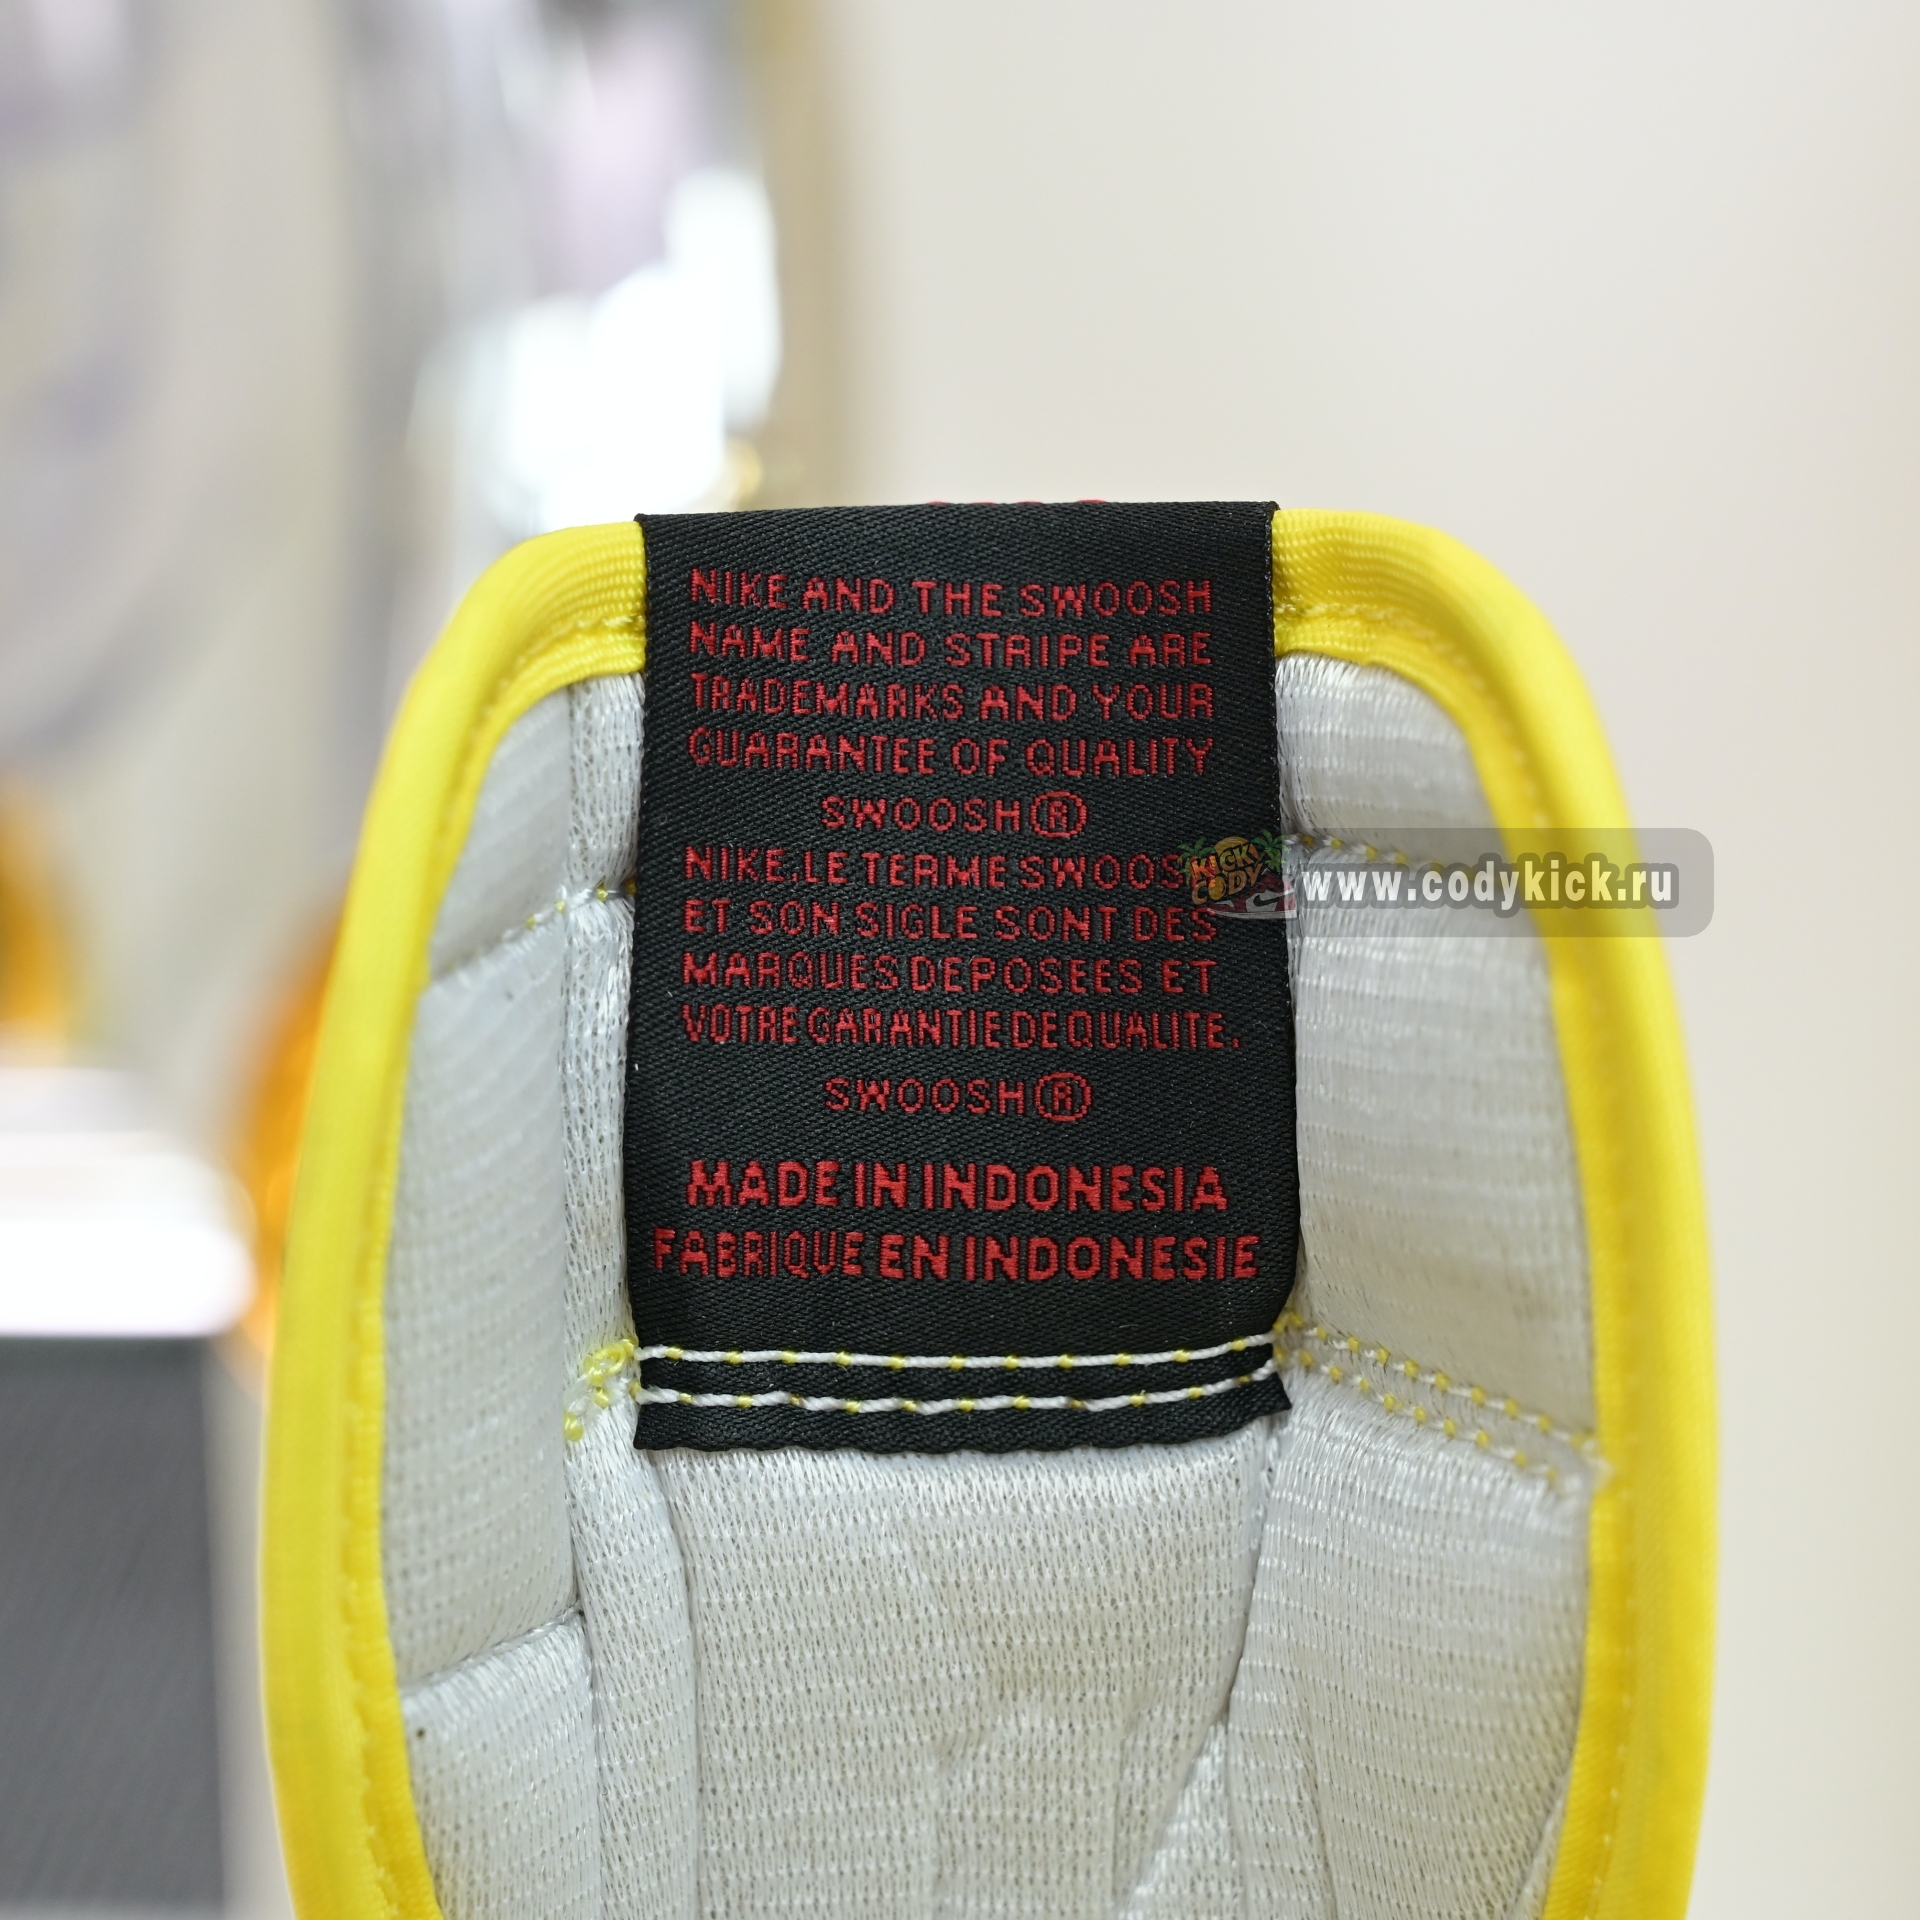 NIKE AND THE SWOOSH
NAME AND STRIPE ARE
TRADEMARKS AND YOUR
GUARANTEE OF QUALITY
SWOOSH®
NIKE.LE TERME SWOOS
ET SON SIGLE SONT DES
MARQUES DEPOSEES ET
VOTRE GARANTIE DE QUALITE.
SWOOSH®
MADE IN INDONESIA
FABRIQUE EN INDONESIE
KICK CODY
www.codykick.ru